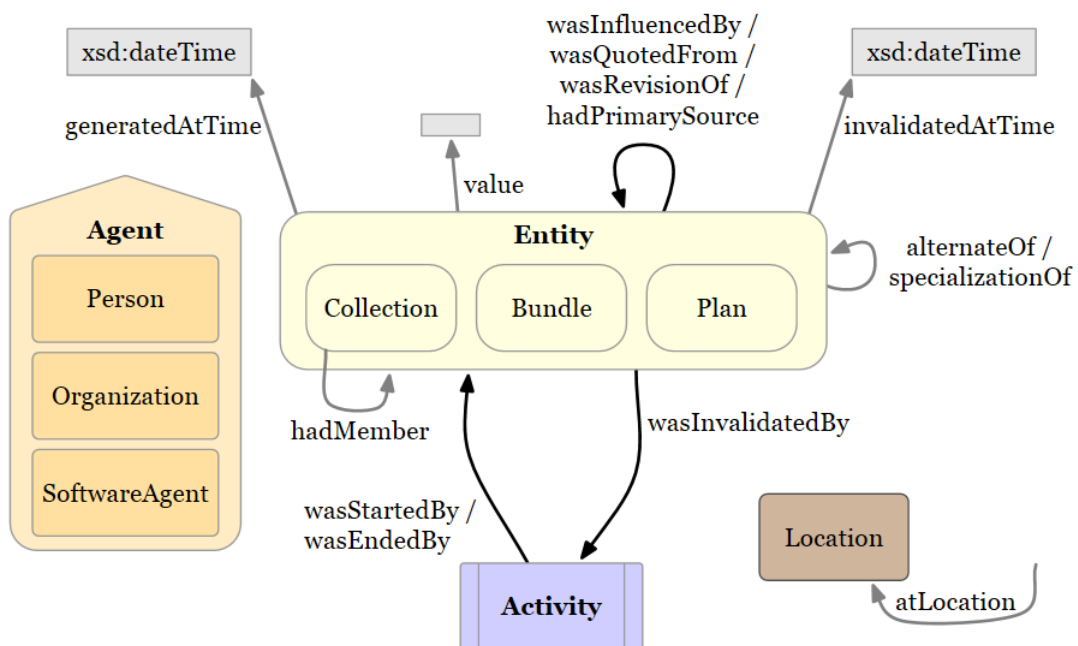 wasInfluencedBy /
wasQuotedFrom /
wasRevisionOf /
hadPrimarySource
xsd:dateTime
xsd:dateTime
generatedAtTime
invalidatedAtTime
value
Agent
Person
Organization
SoftwareAgent
Entity
Collection
Bundle
Plan
alternateOf /
specializationOf
hadMember
wasInvalidatedBy
wasStartedBy /
wasEndedBy
Activity
Location
atLocation